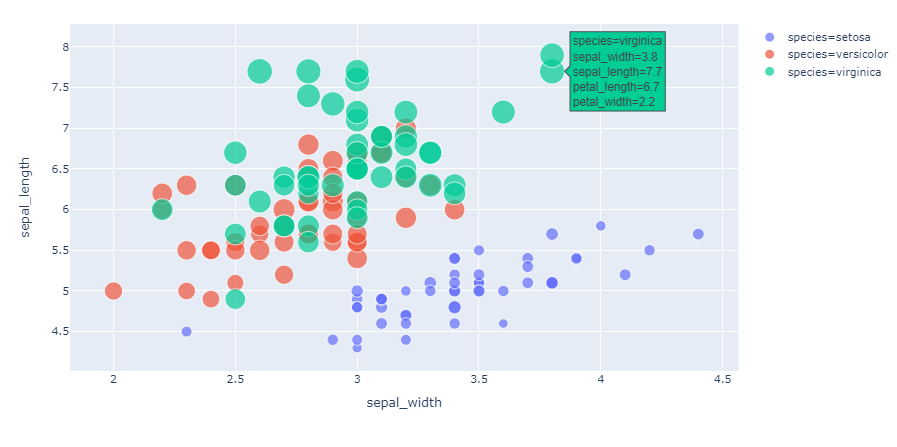 species=setosa
species=versicolor
species=virginica
species=virginica
sepal_width=3.8
sepal_length=7.7
petal_length=6.7
petal_width=2.2
8
7.5
7
6.5
6
5.5
5
4.5
sepal_length
2
2.5
3
3.5
4
4.5
sepal_width